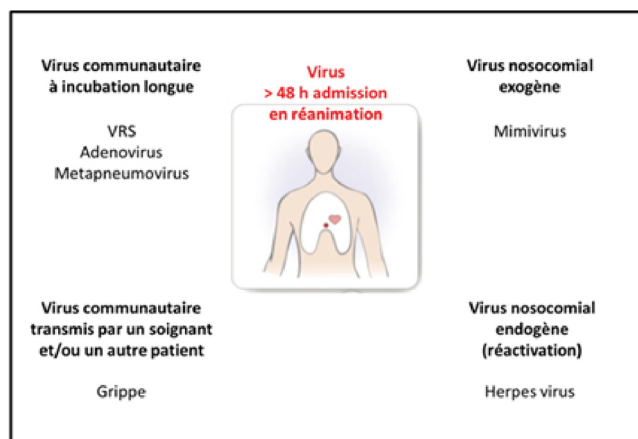 Virus communautaire
à incubation longue
VRS
Adenovirus
Metapneumovirus
Virus
> 48 h admission
en réanimation
Virus nosocomial
exogène
Mimivirus
Virus communautaire
transmis par un soignant
et/ou un autre patient
Grippe
Virus nosocomial
endogène
(réactivation)
Herpes virus